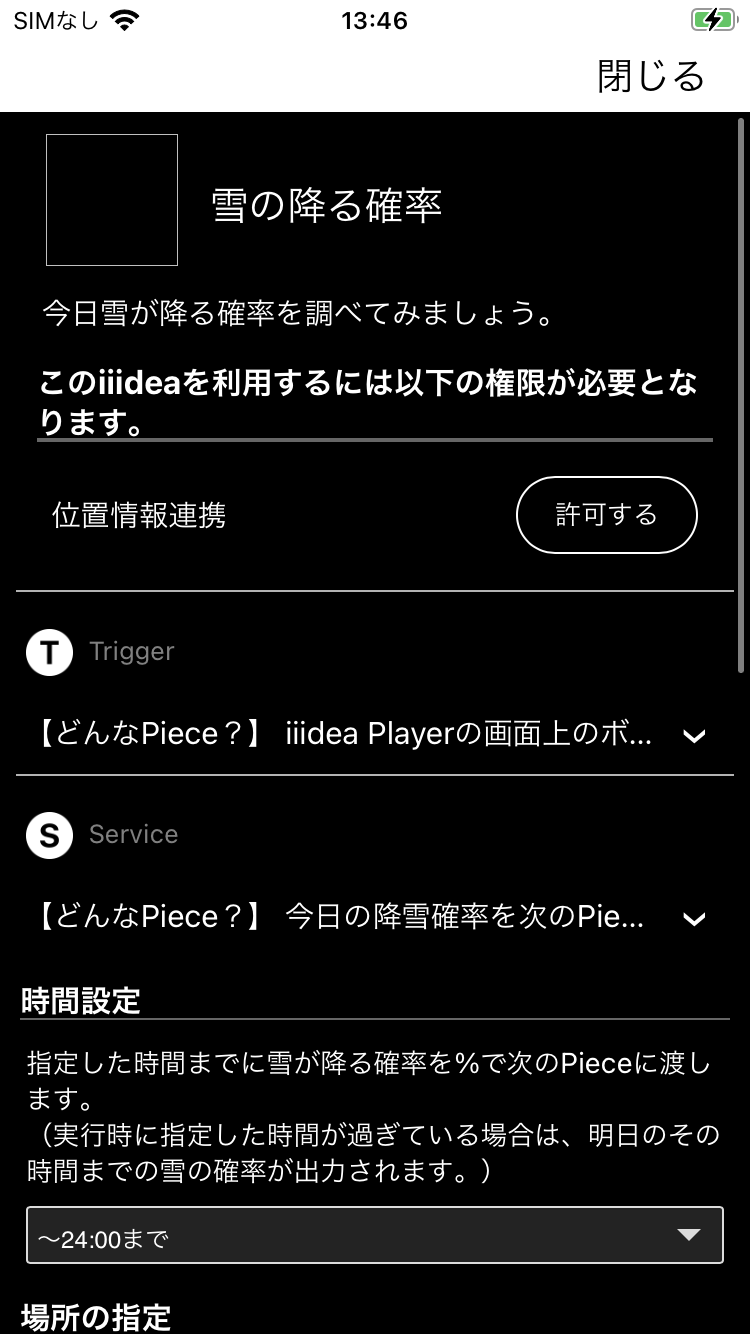 SIMなし
13:46
閉じる
雪の降る確率
今日雪が降る確率を調べてみましょう。
このiiideaを利用するには以下の権限が必要とな
ります。
位置情報連携
許可する
T Trigger
【どんなPiece？】 iiidea Playerの画面上のボ...
S Service
【どんなPiece？】 今日の降雪確率を次のPie...
時間設定
指定した時間までに雪が降る確率を%で次のPieceに渡し
ます。
（実行時に指定した時間が過ぎている場合は、明日のその
時間までの雪の確率が出力されます。）
〜24:00まで
場所の指定